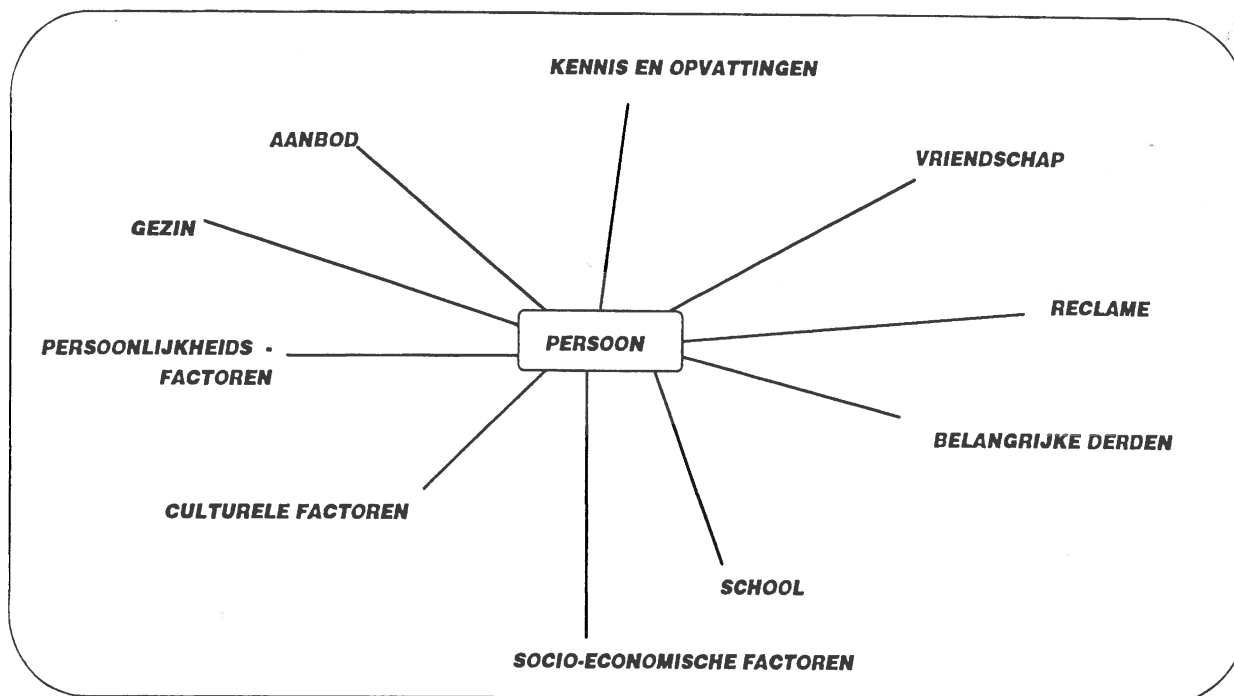 KENNIS EN OPVATTINGEN
AANBOD
VRIENDSCHAP
GEZIN
RECLAME
PERSOON
PERSOONLIJKHEIDS -
FACTOREN
BELANGRIJKE DERDEN
CULTURELE FACTOREN
SCHOOL
SOCIO-ECONOMISCHE FACTOREN